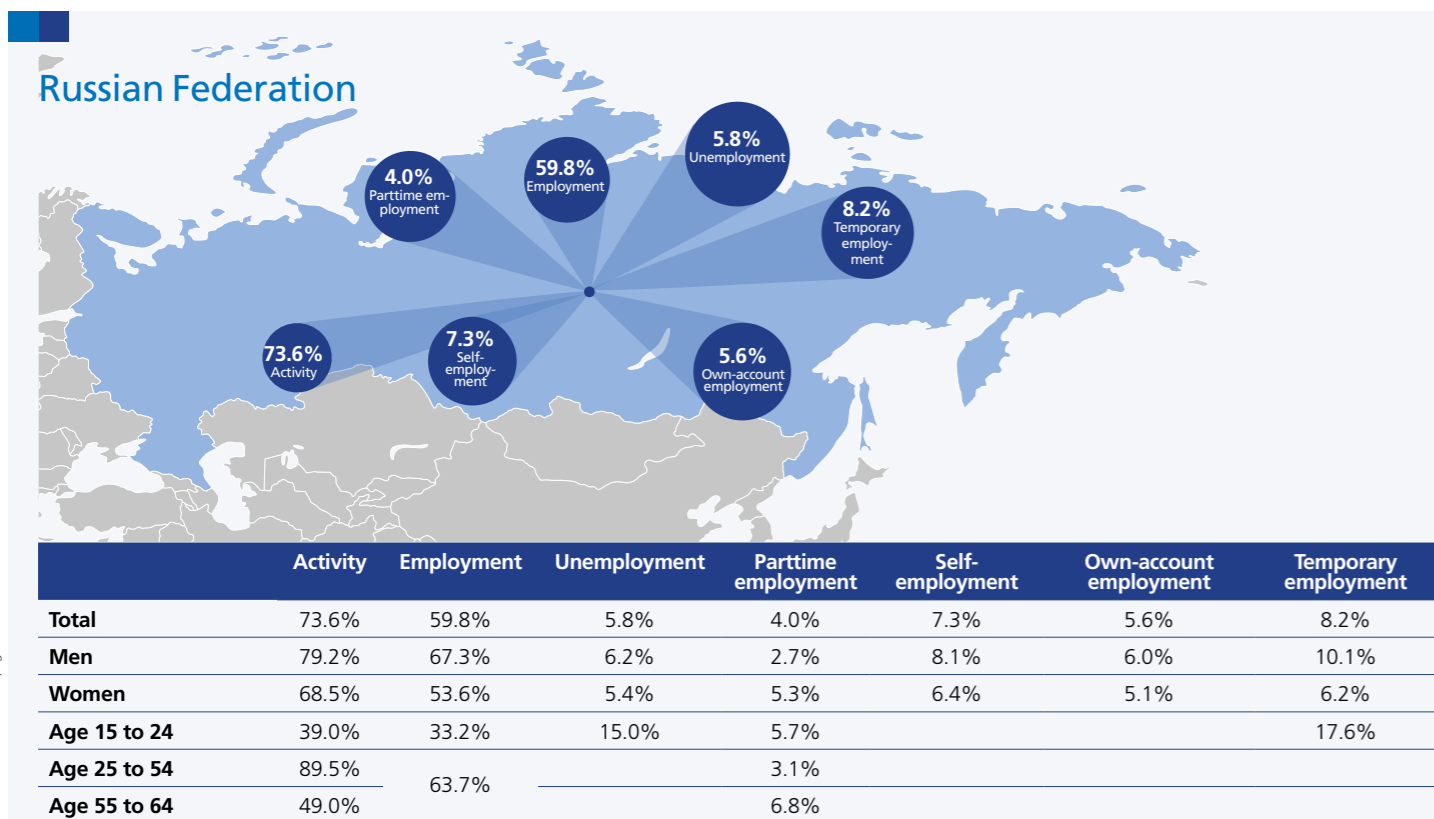 Russian Federation
5.8%
Unemployment
59.8%
Employment
4.0%
Parttime em-
ployment
8.2%
Temporary
employ-
ment
7.3%
Self-
employ-
ment
73.6%
Activity
5.6%
Own-account
employment
Activity Employment Unemployment Parttime employment Self-employment Own-account employment Temporary employment
Total 73.6% 59.8% 5.8% 4.0% 7.3% 5.6% 8.2%
Men 79.2% 67.3% 6.2% 2.7% 8.1% 6.0% 10.1%
Women 68.5% 53.6% 5.4% 5.3% 6.4% 5.1% 6.2%
Age 15 to 24 39.0% 33.2% 15.0% 5.7% 17.6%
Age 25 to 54 89.5% 63.7% 3.1%
Age 55 to 64 49.0% 6.8%